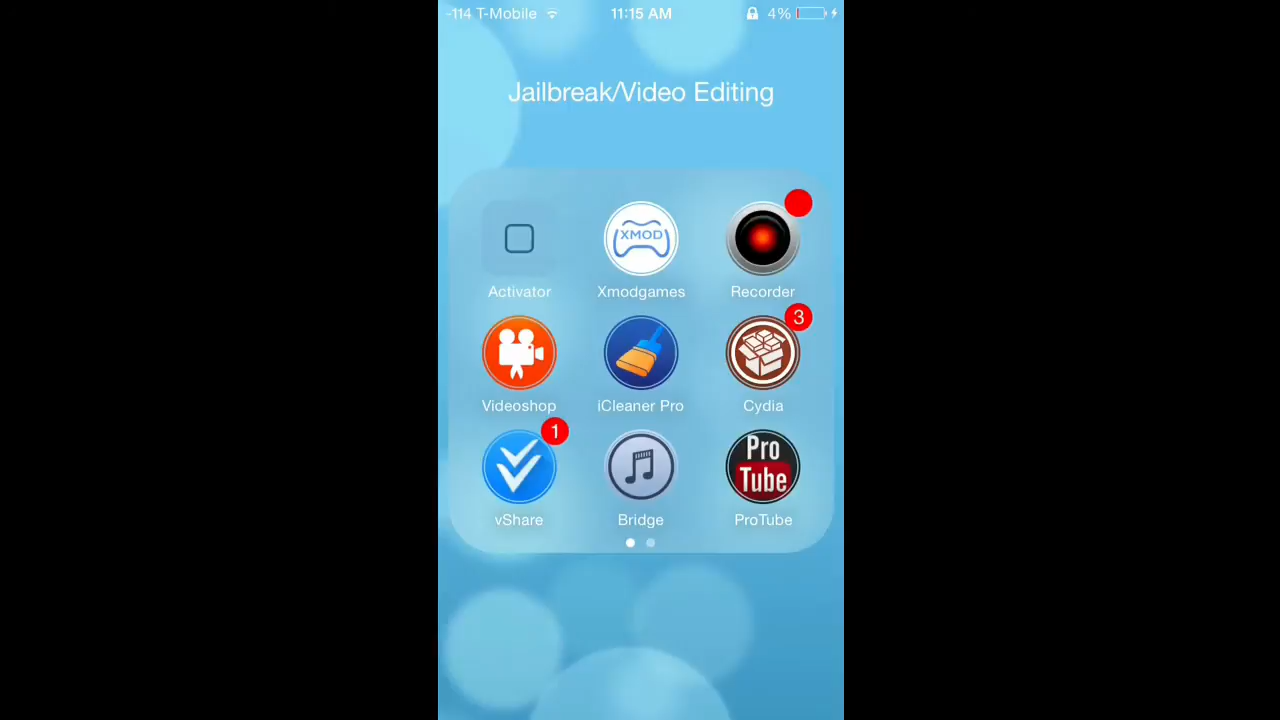 -114 T-Mobile 11:15 AM 4%
Jailbreak/Video Editing
XMOD
Activator Xmodgames Recorder
3
Videoshop iCleaner Pro Cydia
1
Pro
Tube
vShare Bridge ProTube